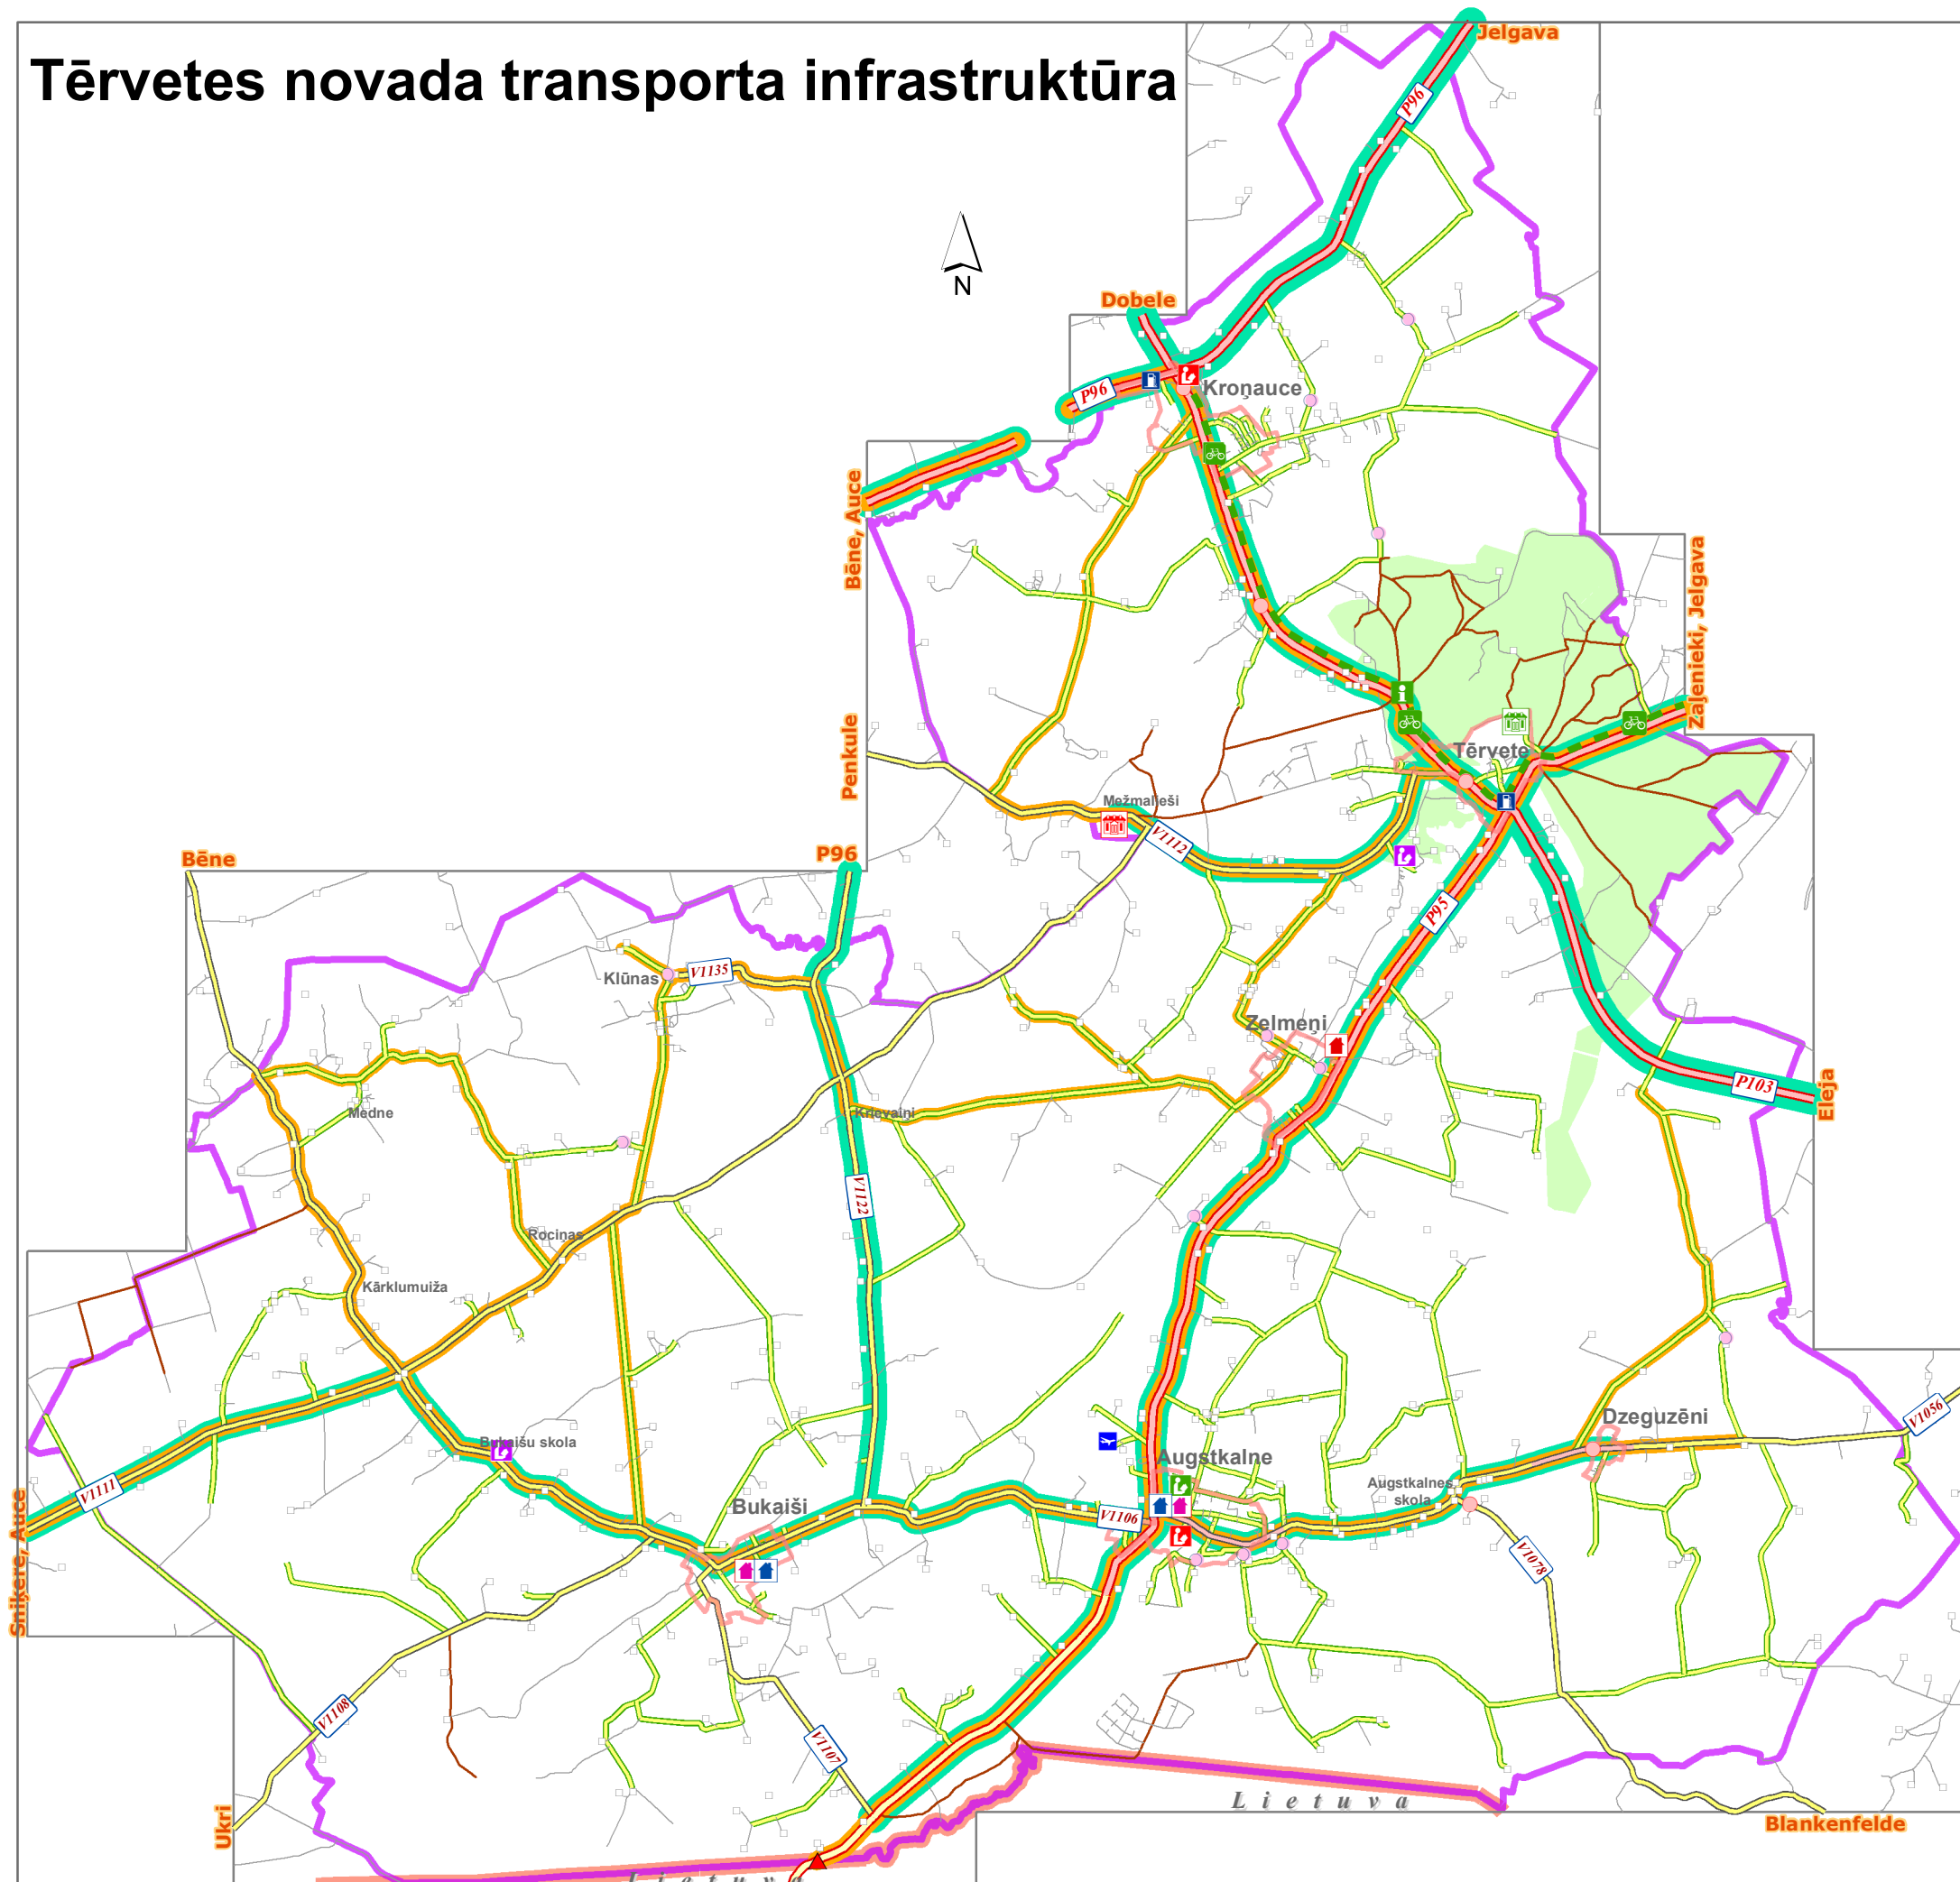 Jelgava
Tērvetes novada transporta infrastruktūra
P96
N
Dobele
P96
Kroņauce
Bēne, Auce
Zaļenieki, Jelgava
Penkule
Tērvete
Mežmalieši
V1112
Bēne
P96
P95
Klūnas
V1135
Zelmeņi
P103
Eleja
Medne
Krievaiņi
V1122
Rociņas
Kārklumuiža
Dzeguzēni
V1056
Bukaišu skola
Augstkalne
Augstkalnes
skola
V1111
Bukaiši
V1106
Sniķere, Auce
V1078
V1108
V1107
Lietuva
Ukri
Blankenfelde
Lietuva